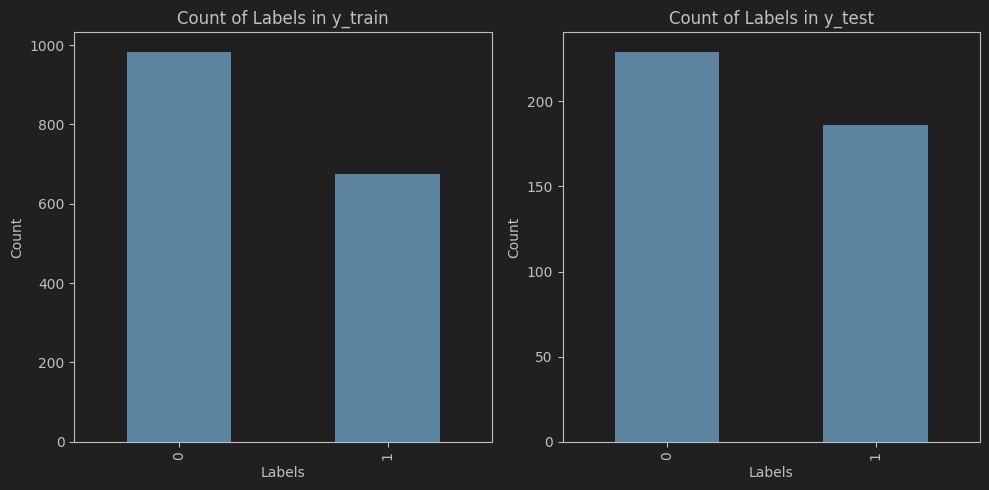 Count of Labels in y_train
Count
1000
800
600
400
200
0
0
1
Labels
Count of Labels in y_test
Count
200
150
100
50
0
0
1
Labels